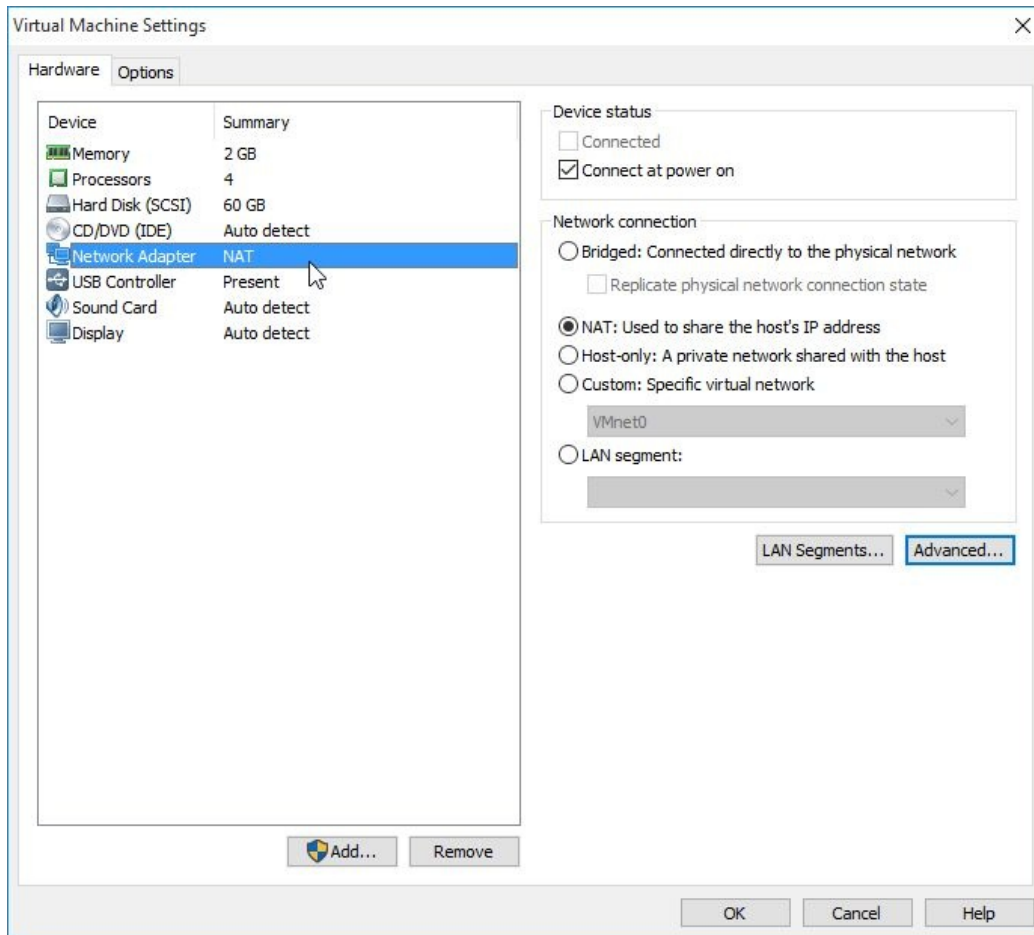 Virtual Machine Settings
Hardware Options
Device Summary
Memory 2 GB
Processors 4
Hard Disk (SCSI) 60 GB
CD/DVD (IDE) Auto detect
Network Adapter NAT
USB Controller Present
Sound Card Auto detect
Display Auto detect
Add... Remove
Device status
Connected
Connect at power on
Network connection
Bridged: Connected directly to the physical network
Replicate physical network connection state
NAT: Used to share the host's IP address
Host-only: A private network shared with the host
Custom: Specific virtual network
VMnet0
LAN segment:
LAN Segments... Advanced...
OK Cancel Help